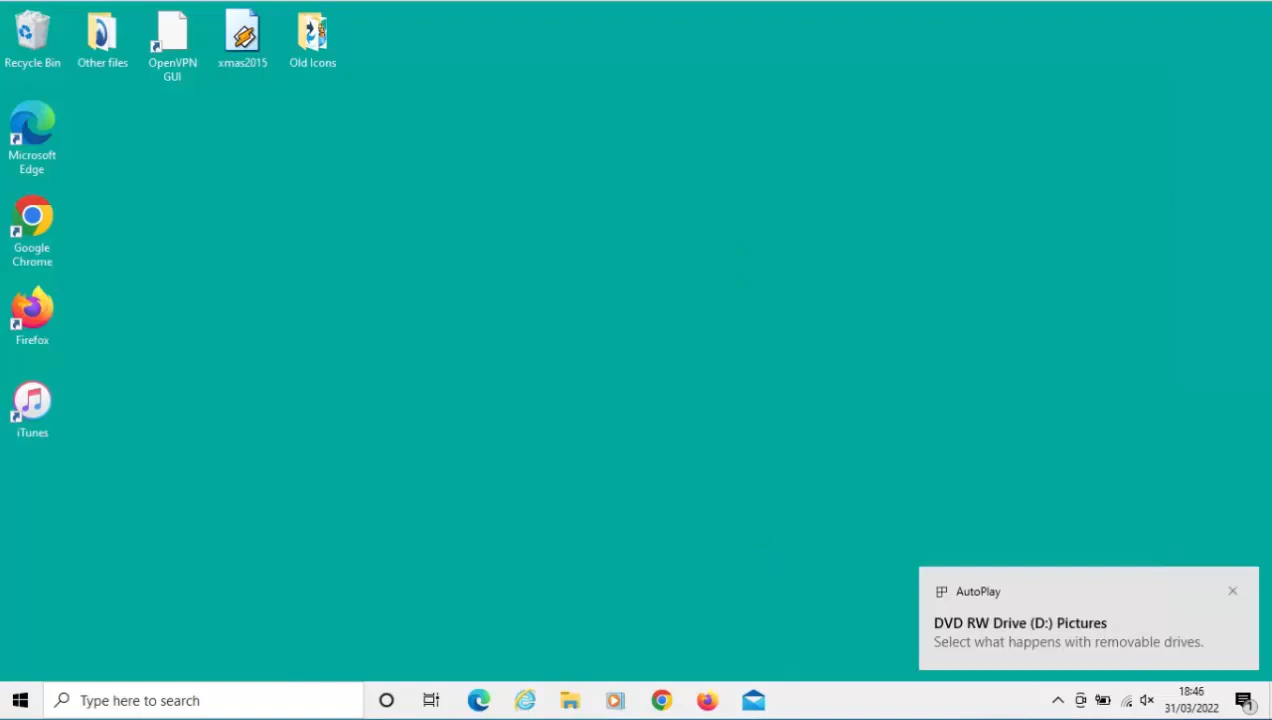 Recycle Bin
Other files
OpenVPN
GUI
xmas2015
Old Icons
Microsoft
Edge
Google
Chrome
Firefox
iTunes
AutoPlay
DVD RW Drive (D:) Pictures
Select what happens with removable drives.
Type here to search
18:46
31/03/2022
1